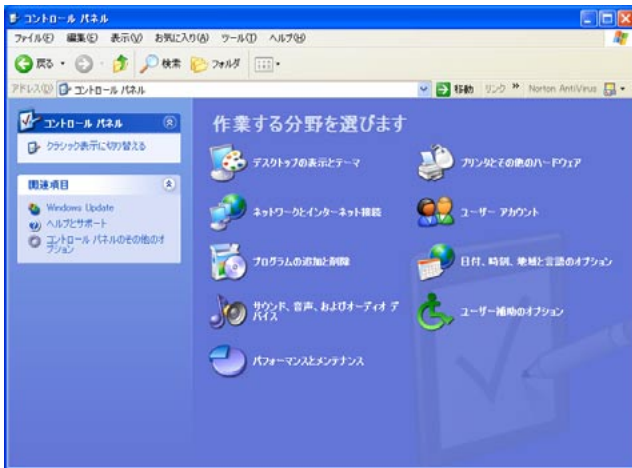 コントロール パネル
ファイル(F) 編集(E) 表示(V) お気に入り(A) ツール(T) ヘルプ(H)
戻る 検索 フォルダ
アドレス(D) コントロール パネル 移動 リンク » Norton AntiVirus
コントロール パネル
クラシック表示に切り替える
関連項目
Windows Update
ヘルプとサポート
コントロール パネルのその他のオ
プション
作業する分野を選びます
デスクトップの表示とテーマ
プリンタとその他のハードウェア
ネットワークとインターネット接続
ユーザー アカウント
プログラムの追加と削除
日付、時刻、地域と言語のオプション
サウンド、音声、およびオーディオ デ
バイス
ユーザー補助のオプション
パフォーマンスとメンテナンス